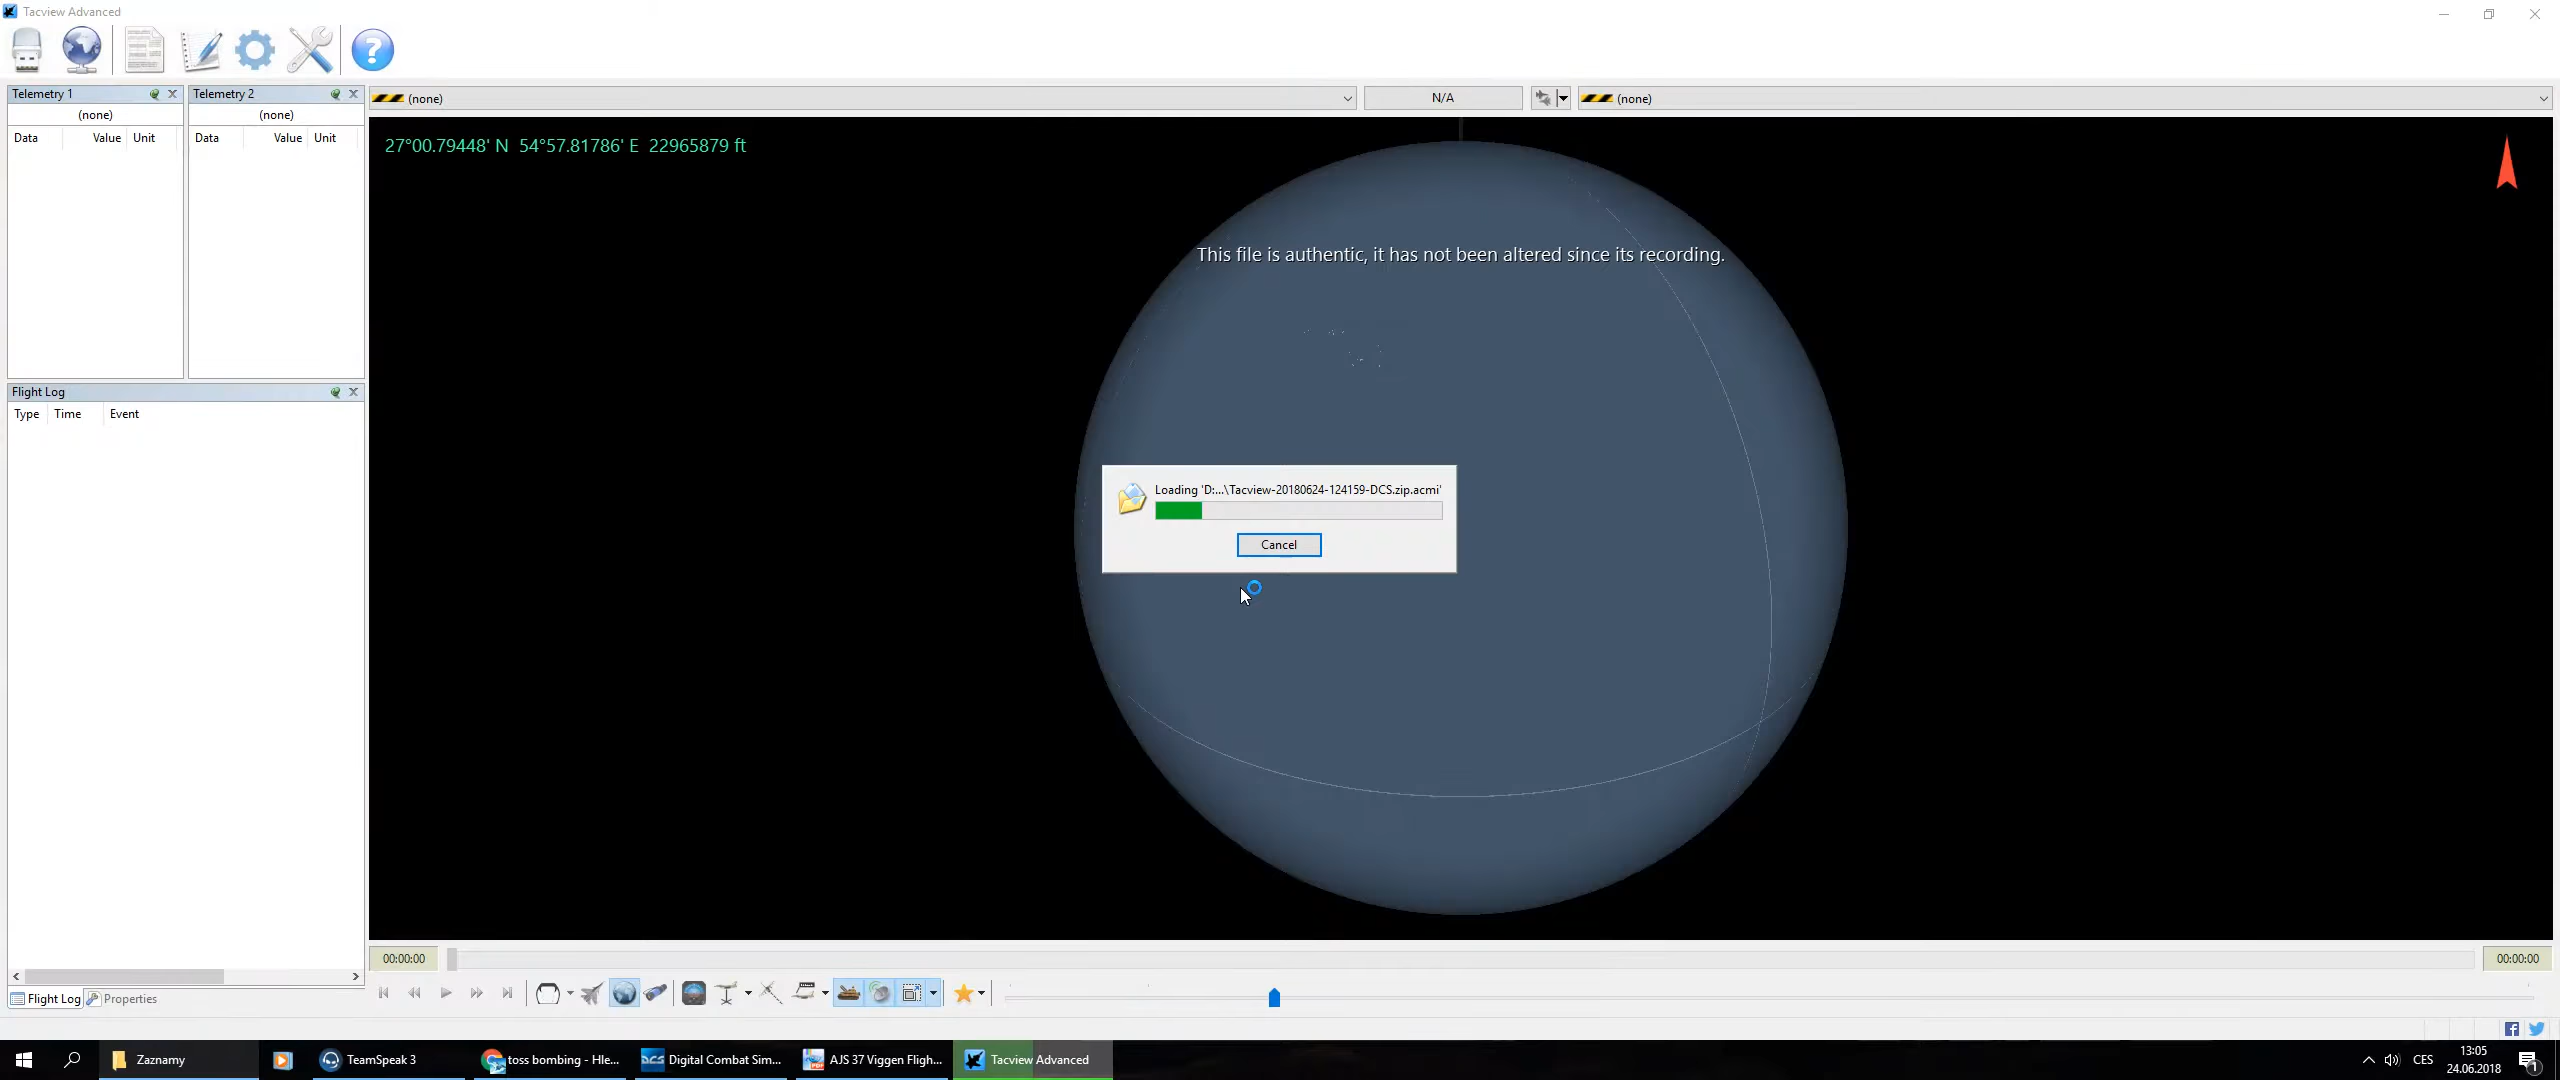 Tacview Advanced
Telemetry 1
Telemetry 2
(none)
N/A
(none)
(none)
(none)
Data Value Unit
Data Value Unit
27°00.79448' N 54°57.81786' E 22965879 ft
This file is authentic, it has not been altered since its recording.
Flight Log
Type Time Event
Loading 'D:...\Tacview-20180624-124159-DCS.zip.acmi'
Cancel
00:00:00
00:00:00
Flight Log
Properties
Zaznamy
TeamSpeak 3
toss bombing - Hle...
DCS
Digital Combat Sim...
AJS 37 Viggen Fligh...
Tacview Advanced
CES
13:05
24.06.2018
1